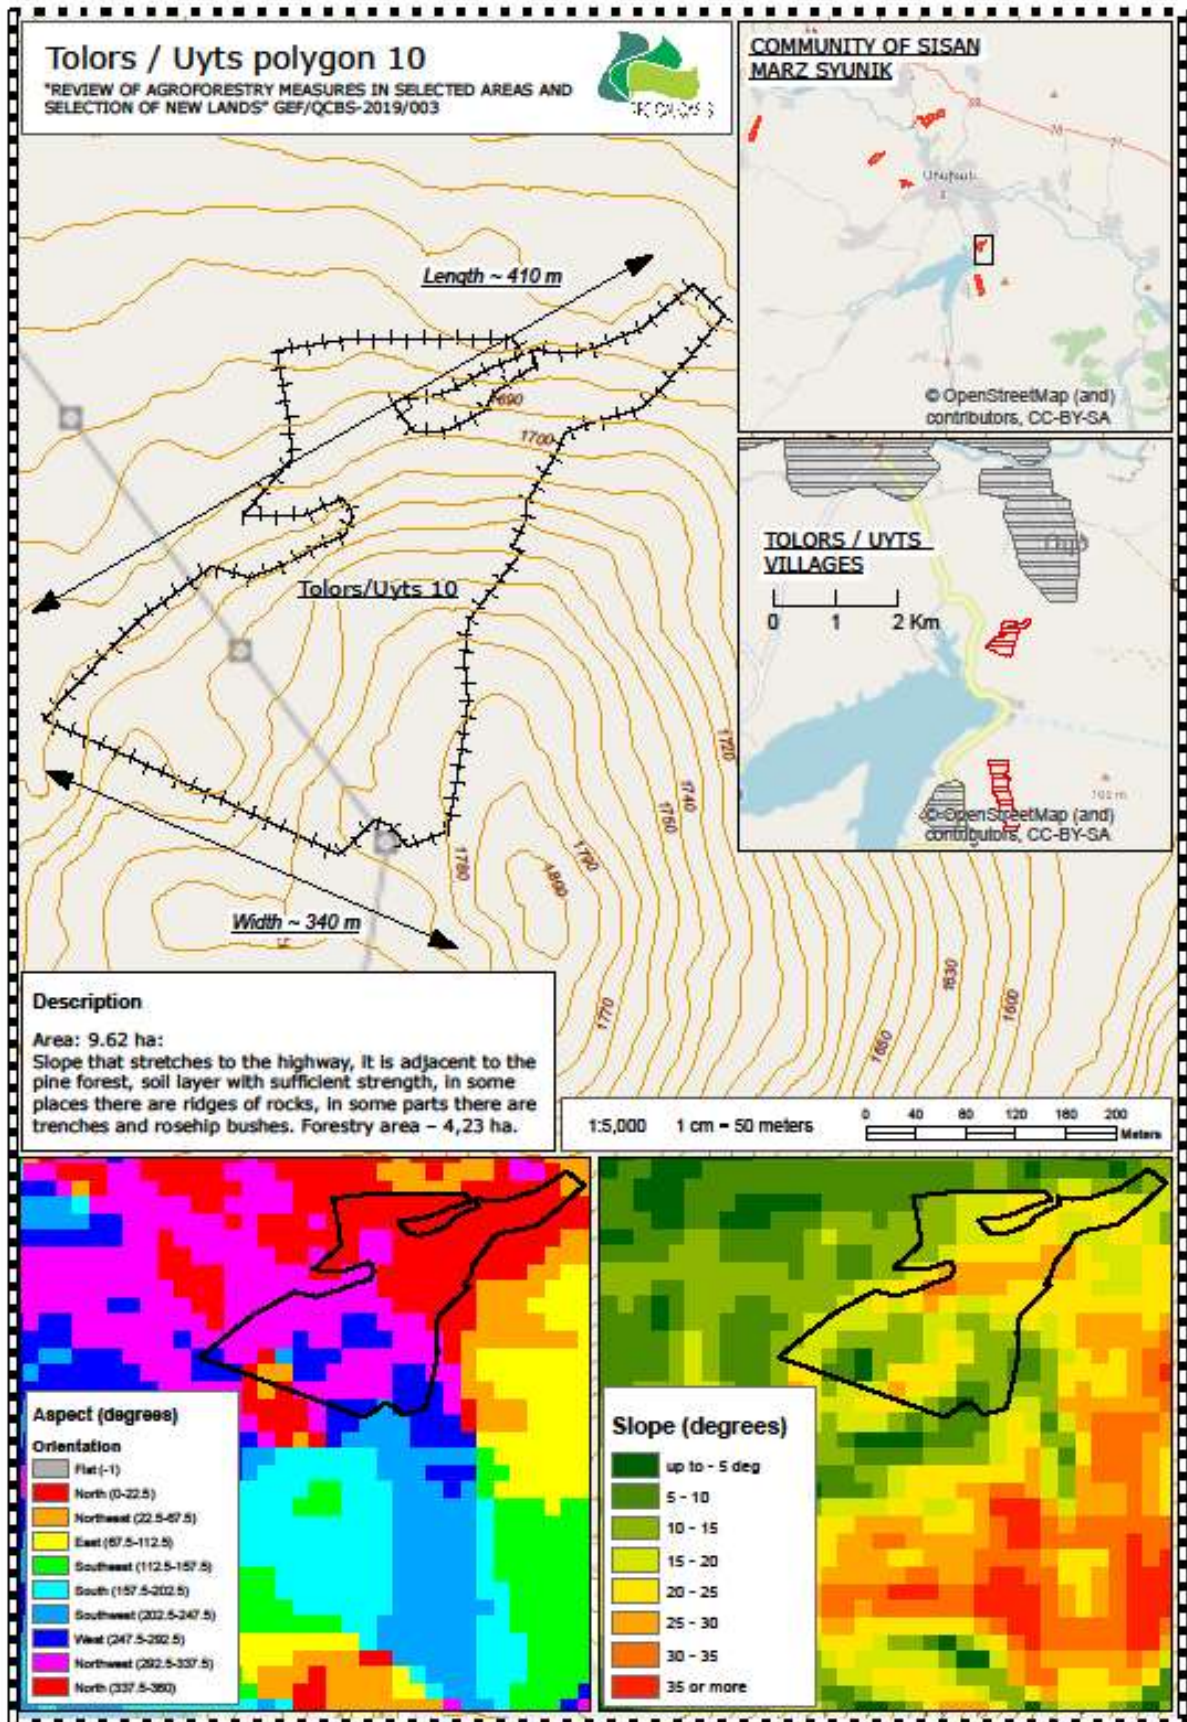 Tolors / Uyts polygon 10
"REVIEW OF AGROFORESTRY MEASURES IN SELECTED AREAS AND
SELECTION OF NEW LANDS" GEF/QCBS-2019/003
COMMUNITY OF SISAN
MARZ SYUNIK
© OpenStreetMap (and)
contributors, CC-BY-SA
Length ~ 410 m
690
1700
Tolors/Uyts 10
TOLORS / UYTS
VILLAGES
0 1 2 Km
© OpenStreetMap (and)
contributors, CC-BY-SA
1720
1740
1750
1780
1790
1,800
Width ~ 340 m
1770
1650
1630
1600
Description
Area: 9.62 ha:
Slope that stretches to the highway, it is adjacent to the
pine forest, soil layer with sufficient strength, in some
places there are ridges of rocks, in some parts there are
trenches and rosehip bushes. Forestry area – 4,23 ha.
1:5,000 1 cm = 50 meters
0 40 80 120 160 200
Meters
Aspect (degrees)
Orientation
Flat (-1)
North (0-22.5)
Northeast (22.5-67.5)
East (67.5-112.5)
Southeast (112.5-157.5)
South (157.5-202.5)
Southwest (202.5-247.5)
West (247.5-292.5)
Northwest (292.5-337.5)
North (337.5-360)
Slope (degrees)
up to - 5 deg
5 - 10
10 - 15
15 - 20
20 - 25
25 - 30
30 - 35
35 or more